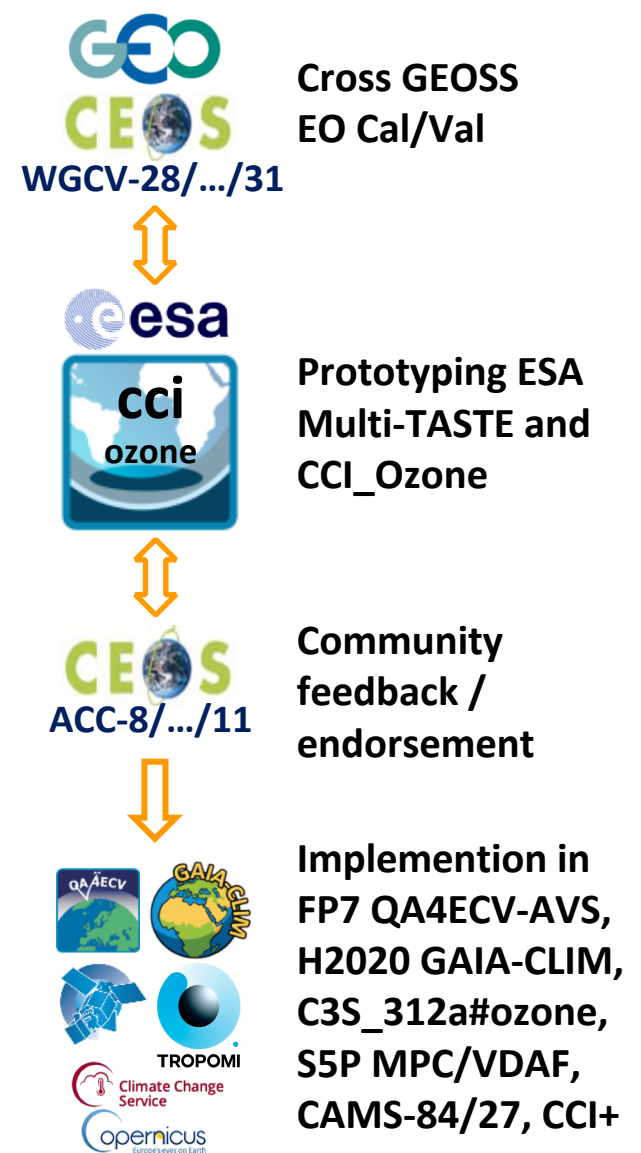 GEO
CEOS
WGCV-28/…/31
Cross GEOSS
EO Cal/Val
esa
cci
ozone
Prototyping ESA
Multi-TASTE and
CCI_Ozone
CEOS
ACC-8/…/11
Community
feedback /
endorsement
QA4ECV
GAIA-CLIM
TROPOMI
Climate Change
Service
opernicus
Europe's eyes on Earth
Implemention in
FP7 QA4ECV-AVS,
H2020 GAIA-CLIM,
C3S_312a#ozone,
S5P MPC/VDAF,
CAMS-84/27, CCI+